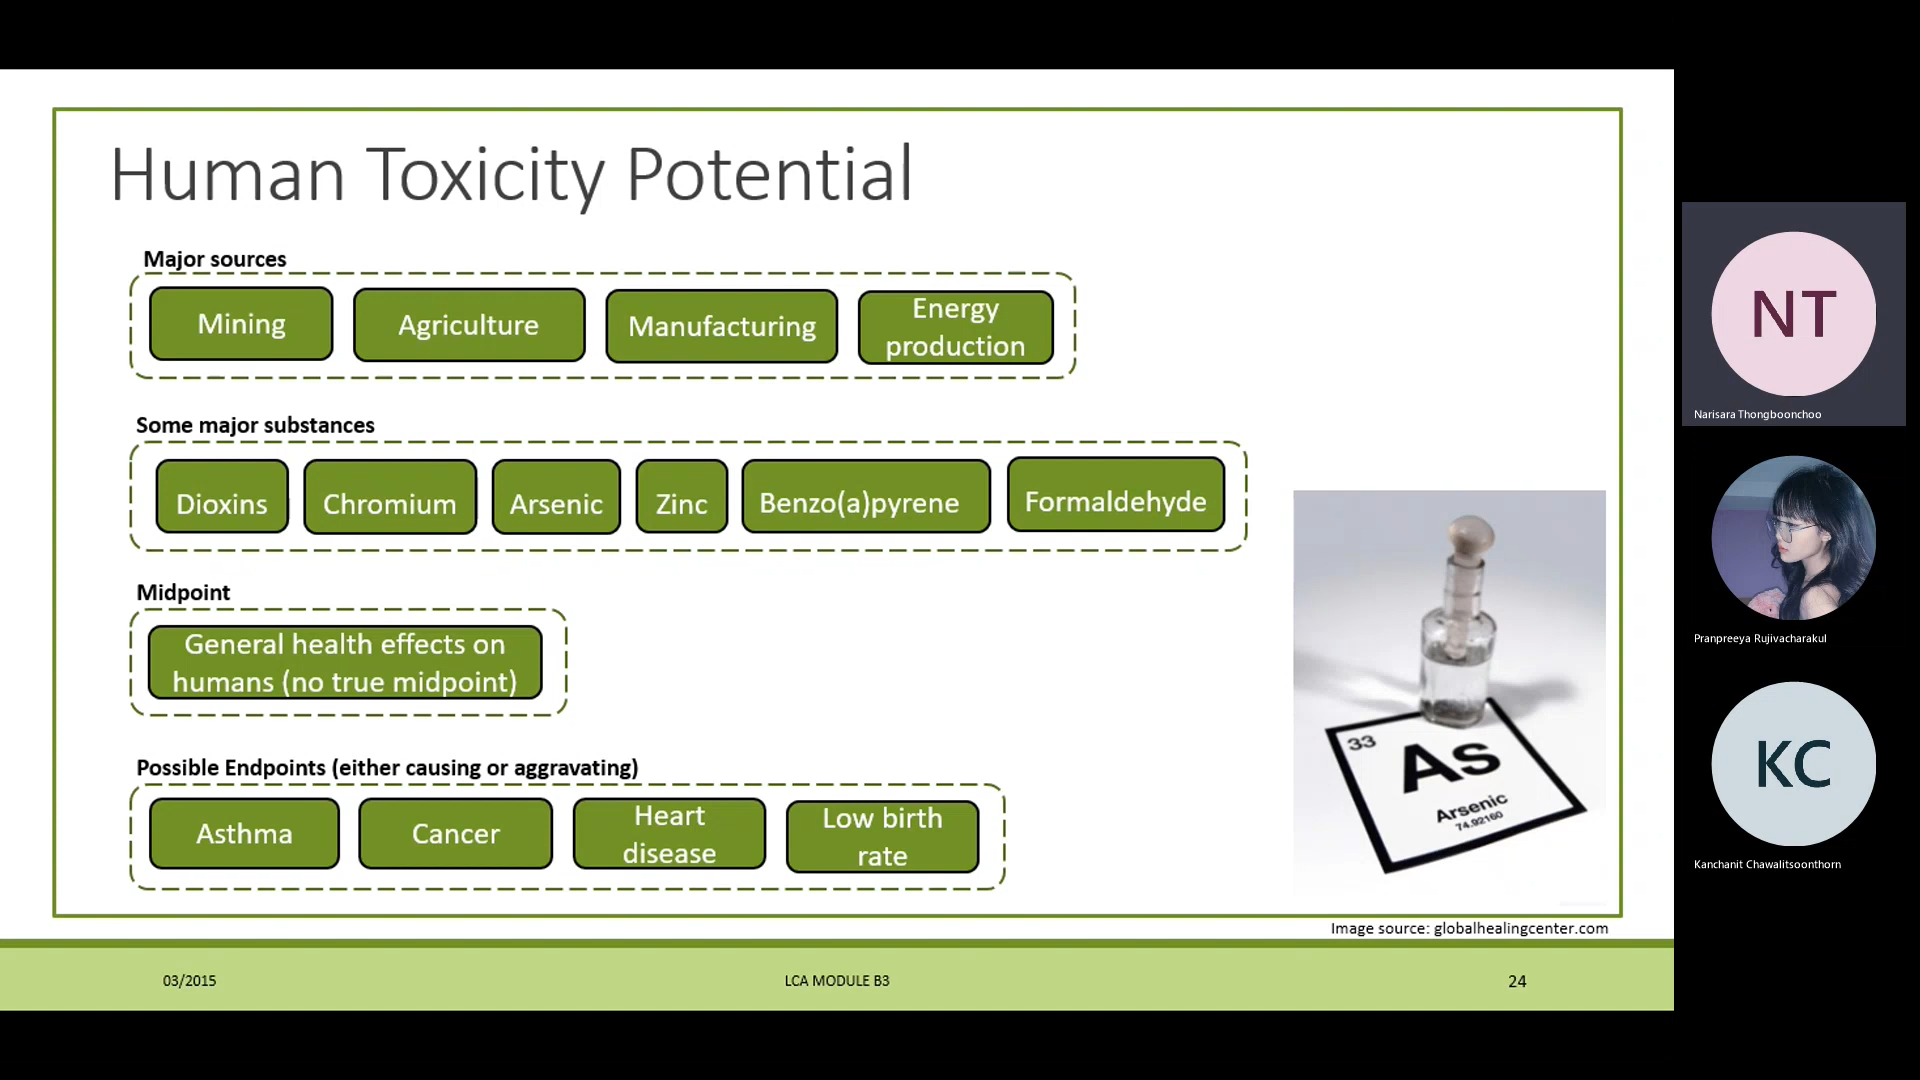 Human Toxicity Potential
Major sources
Mining
Agriculture
Manufacturing
Energy
production
Some major substances
Dioxins
Chromium
Arsenic
Zinc
Benzo(a)pyrene
Formaldehyde
Midpoint
General health effects on
humans (no true midpoint)
Possible Endpoints (either causing or aggravating)
Asthma
Cancer
Heart
disease
Low birth
rate
33
As
Arsenic
74.92160
Image source: globalhealingcenter.com
03/2015
LCA MODULE B3
24
NT
Narisara Thongboonchoo
Pranpreeya Rujivacharakul
KC
Kanchanit Chawalitsoonthorn